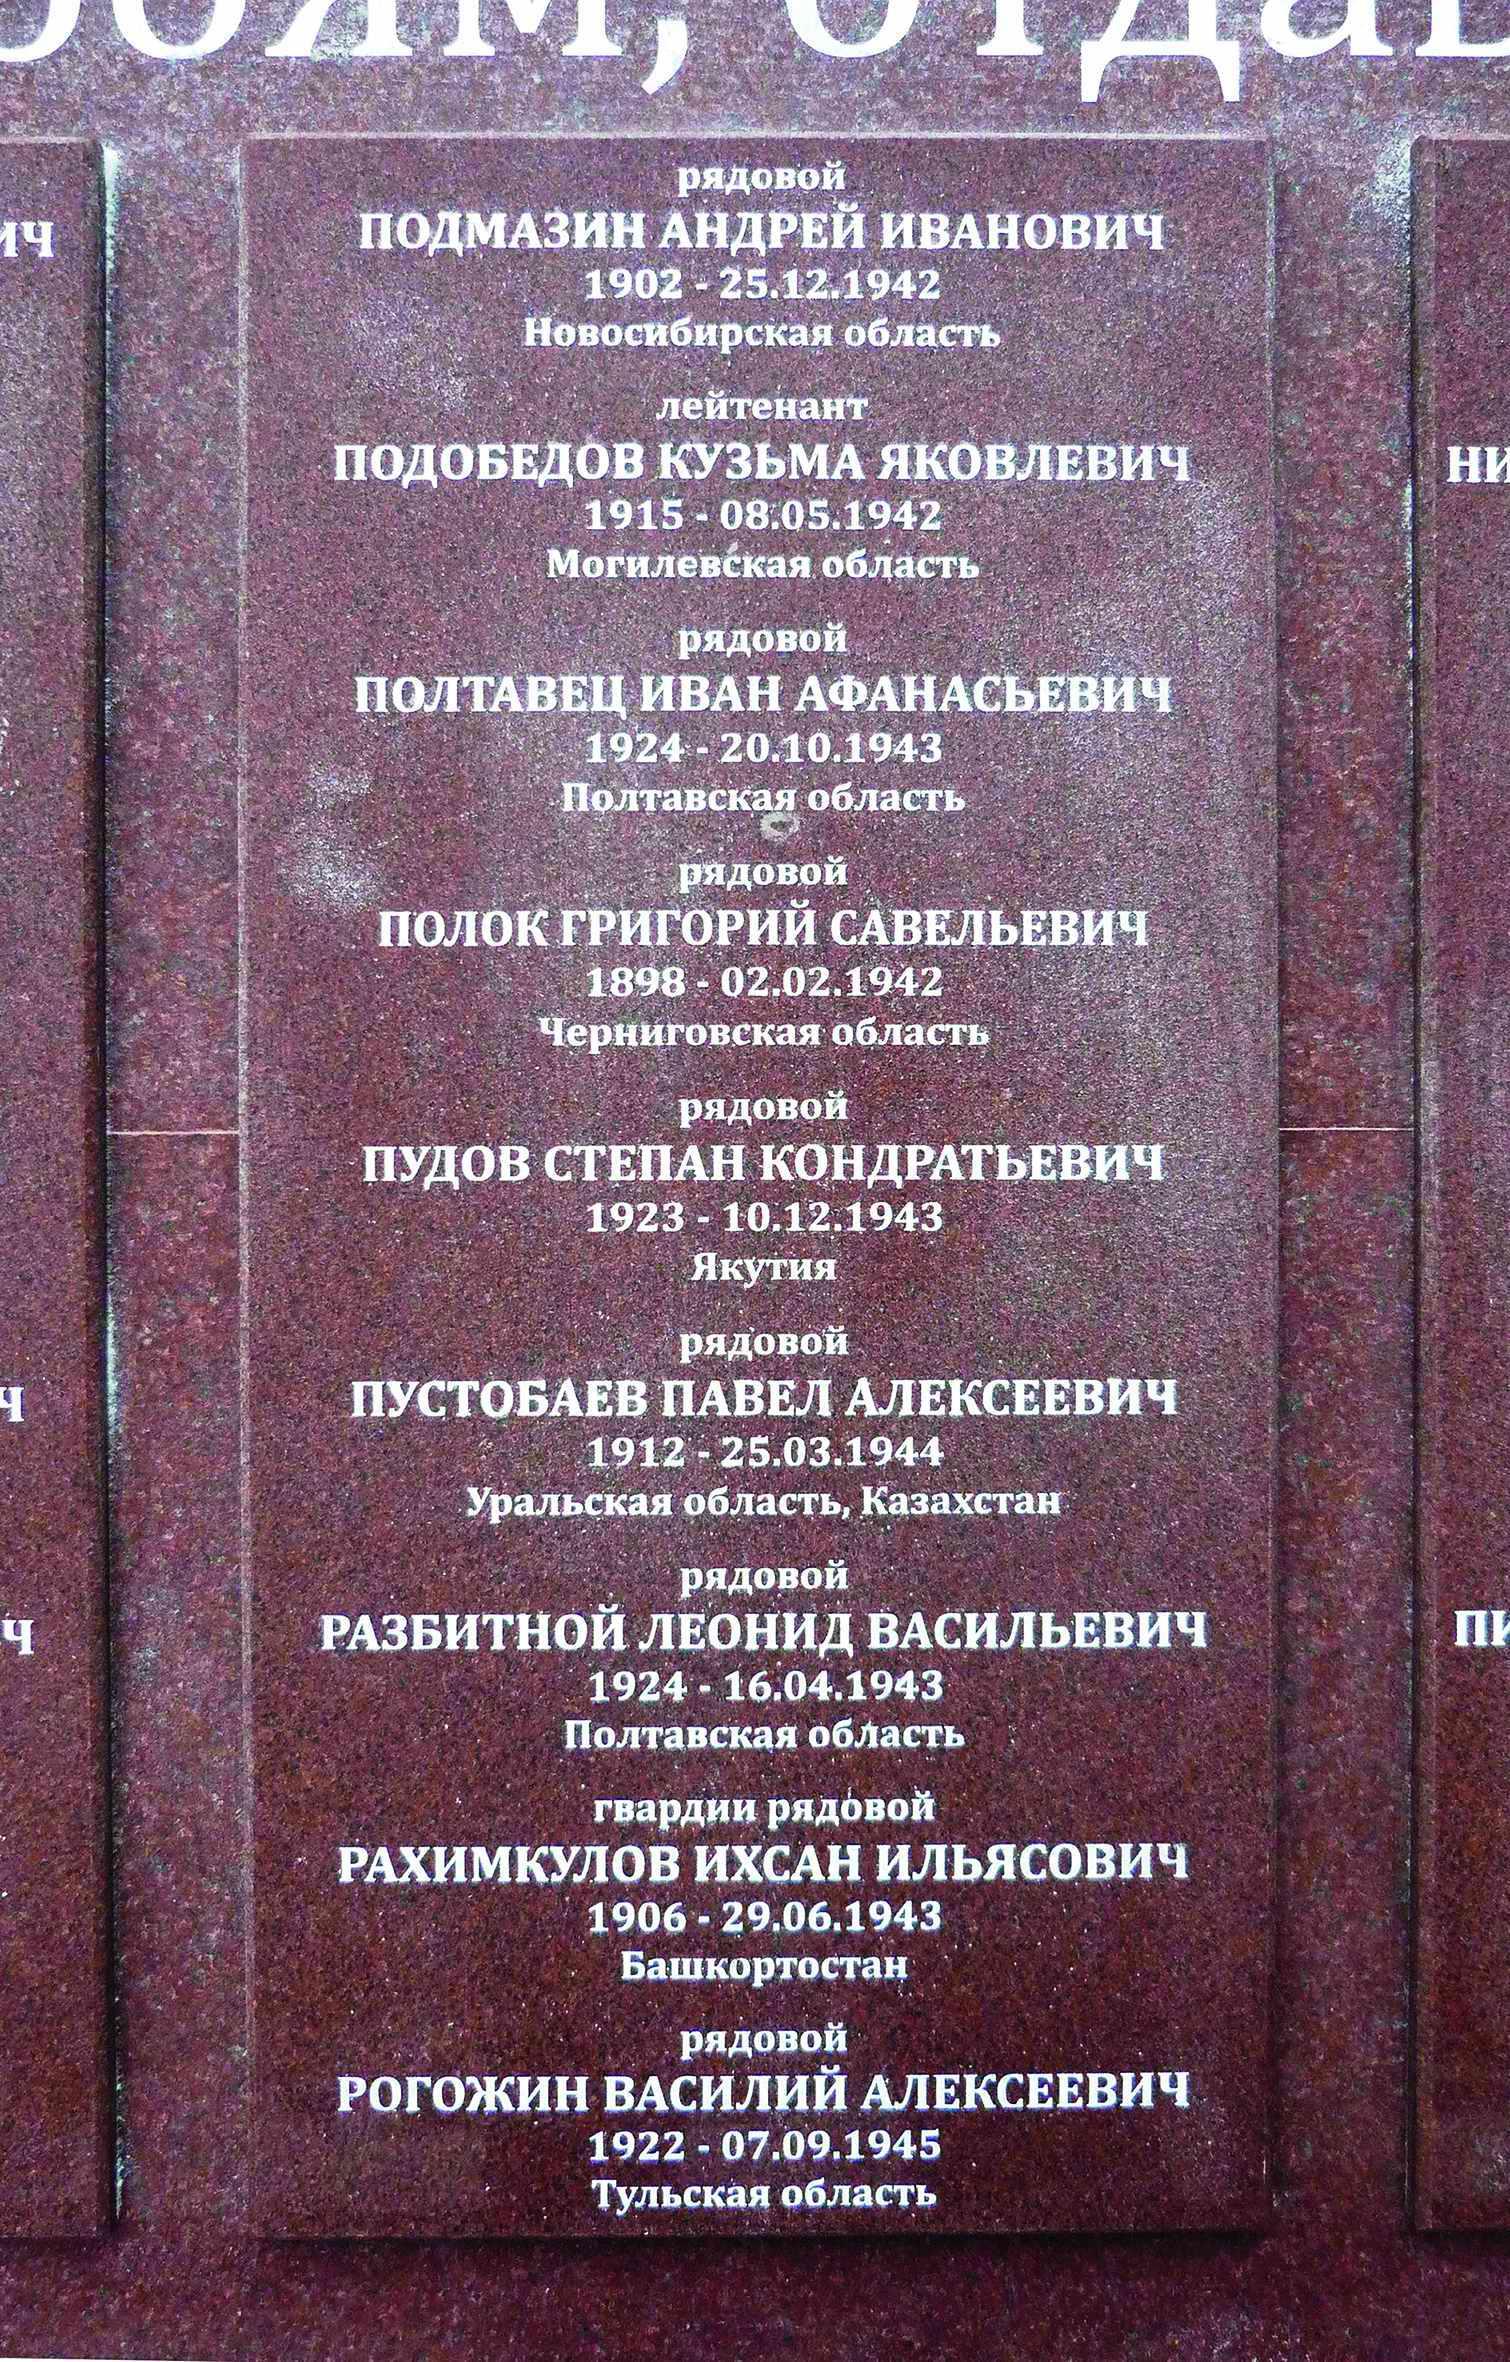 рядовой
ПОДМАЗИН АНДРЕЙ ИВАНОВИЧ
1902 - 25.12.1942
Новосибирская область
лейтенант
ПОДОБЕДОВ КУЗЬМА ЯКОВЛЕВИЧ
1915 - 08.05.1942
Могилевская область
рядовой
ПОЛТАВЕЦ ИВАН АФАНАСЬЕВИЧ
1924 - 20.10.1943
Полтавская область
рядовой
ПОЛОК ГРИГОРИЙ САВЕЛЬЕВИЧ
1898 - 02.02.1942
Черниговская область
рядовой
ПУДОВ СТЕПАН КОНДРАТЬЕВИЧ
1923 - 10.12.1943
Якутия
рядовой
ПУСТОБАЕВ ПАВЕЛ АЛЕКСЕЕВИЧ
1912 - 25.03.1944
Уральская область, Казахстан
рядовой
РАЗБИТНОЙ ЛЕОНИД ВАСИЛЬЕВИЧ
1924 - 16.04.1943
Полтавская область
гвардии рядовой
РАХИМКУЛОВ ИХСАН ИЛЬЯСОВИЧ
1906 - 29.06.1943
Башкортостан
рядовой
РОГОЖИН ВАСИЛИЙ АЛЕКСЕЕВИЧ
1922 - 07.09.1945
Тульская область